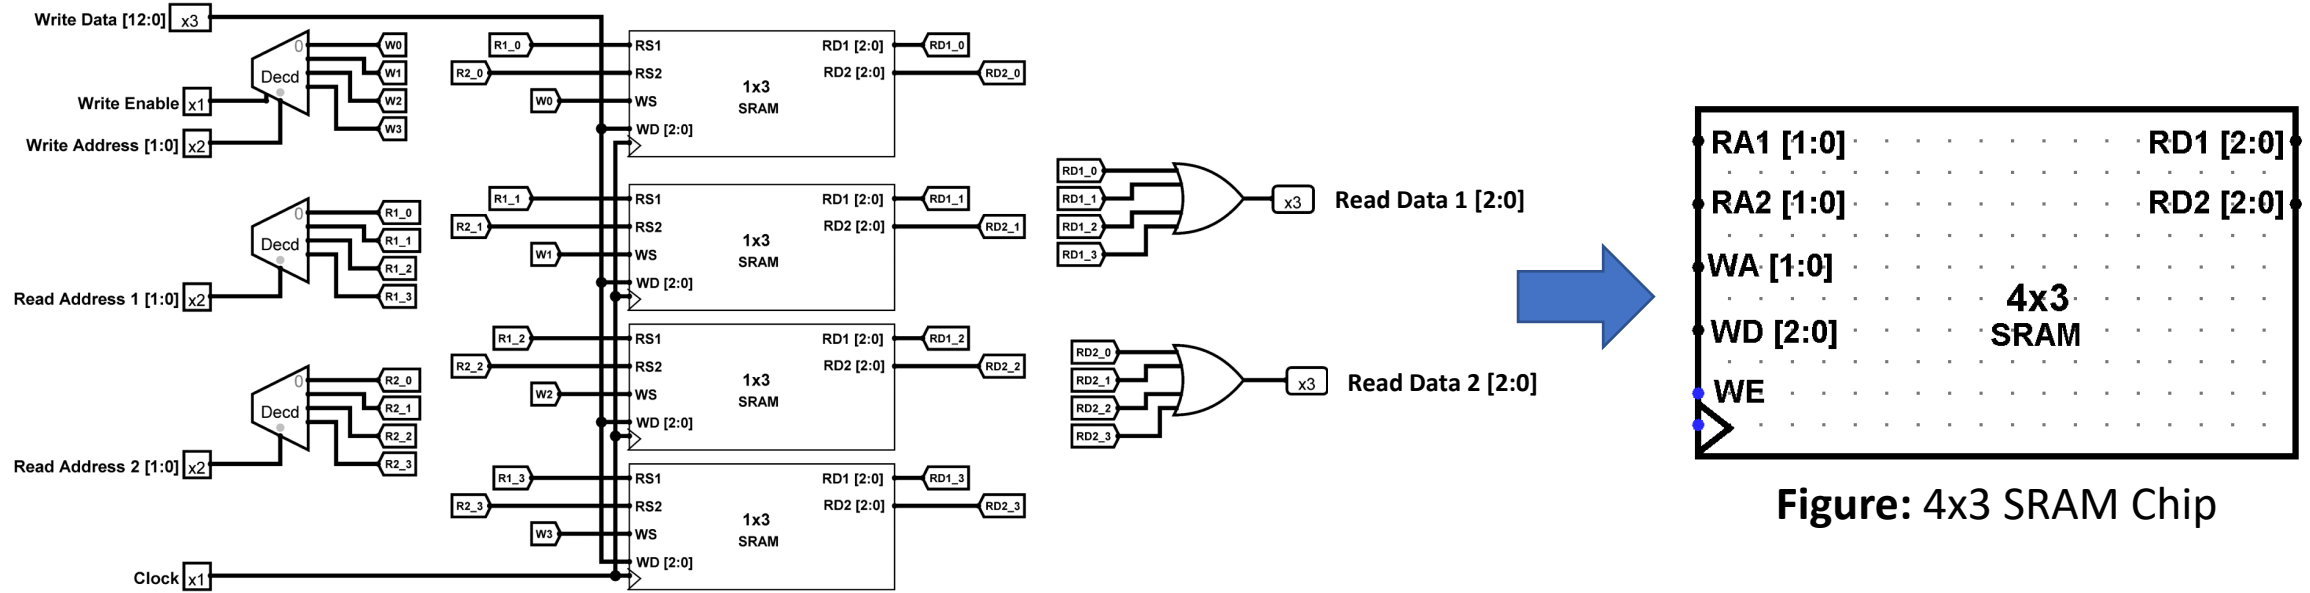 Write Data [12:0] x3
0
Decd
W0
W1
W2
W3
Write Enable x1
Write Address [1:0] x2
0
Decd
R1_0
R1_1
R1_2
R1_3
Read Address 1 [1:0] x2
0
Decd
R2_0
R2_1
R2_2
R2_3
Read Address 2 [1:0] x2
Clock x1
R1_0 RS1 RD1 [2:0] RD1_0
R2_0 RS2 RD2 [2:0] RD2_0
1x3
SRAM
W0 WS
WD [2:0]
R1_1 RS1 RD1 [2:0] RD1_1
R2_1 RS2 RD2 [2:0] RD2_1
1x3
SRAM
W1 WS
WD [2:0]
R1_2 RS1 RD1 [2:0] RD1_2
R2_2 RS2 RD2 [2:0] RD2_2
1x3
SRAM
W2 WS
WD [2:0]
R1_3 RS1 RD1 [2:0] RD1_3
R2_3 RS2 RD2 [2:0] RD2_3
1x3
SRAM
W3 WS
WD [2:0]
RD1_0
RD1_1
RD1_2
RD1_3
x3 Read Data 1 [2:0]
RD2_0
RD2_1
RD2_2
RD2_3
x3 Read Data 2 [2:0]
RA1 [1:0] RD1 [2:0]
RA2 [1:0] RD2 [2:0]
WA [1:0]
4x3
SRAM
WD [2:0]
WE
Figure: 4x3 SRAM Chip